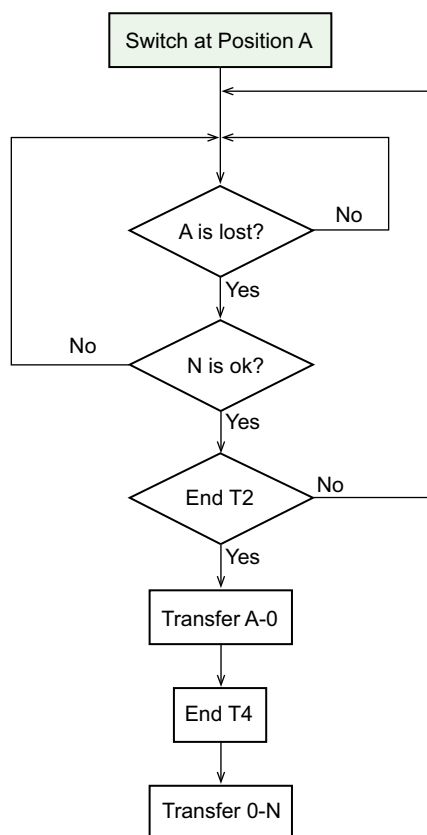 Switch at Position A
A is lost?
No
Yes
No
N is ok?
Yes
End T2
No
Yes
Transfer A-0
End T4
Transfer 0-N